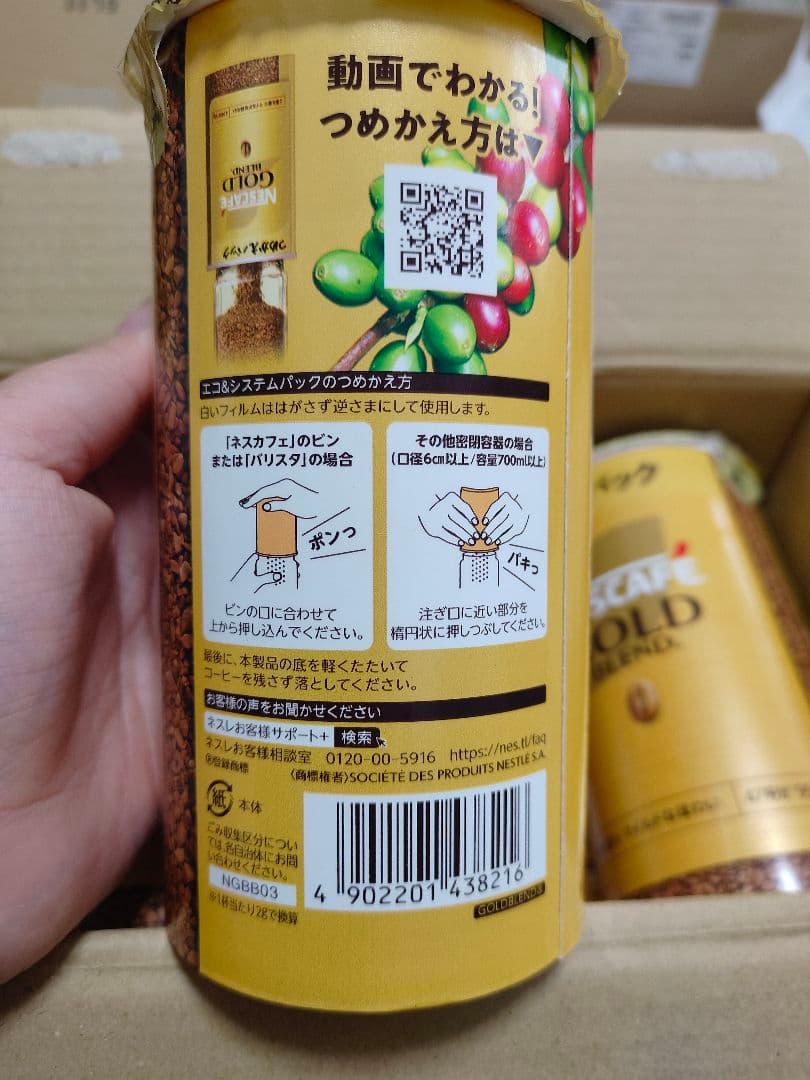 動画でわかる!
つめかえ方は▼
NESCAFÉ
GOLD
BLEND
つめかえパック
エコ&システムパックのつめかえ方
白いフィルムははがさず逆さまにして使用します。
「ネスカフェ」のビン
または「バリスタ」の場合
ポンっ
ビンの口に合わせて
上から押し込んでください。
その他密閉容器の場合
(口径6cm以上/容量700ml以上)
パキっ
注ぎ口に近い部分を
楕円状に押しつぶしてください。
最後に、本製品の底を軽くたたいて
コーヒーを残さず落としてください。
お客様の声をお聞かせください
ネスレお客様サポート+ 検索
ネスレお客様相談室 0120-00-5916 https://nes.tl/faq
®登録商標 〈商標権者〉SOCIÉTÉ DES PRODUITS NESTLÉ S.A.
紙 本体
ごみ収集区分につい
ては、各自治体にお問
い合わせください。
NGBB03
※1杯当たり2gで換算
4 902201 438216
GOLDBLENDS
パック
SCAFÉ
OLD
BLEND